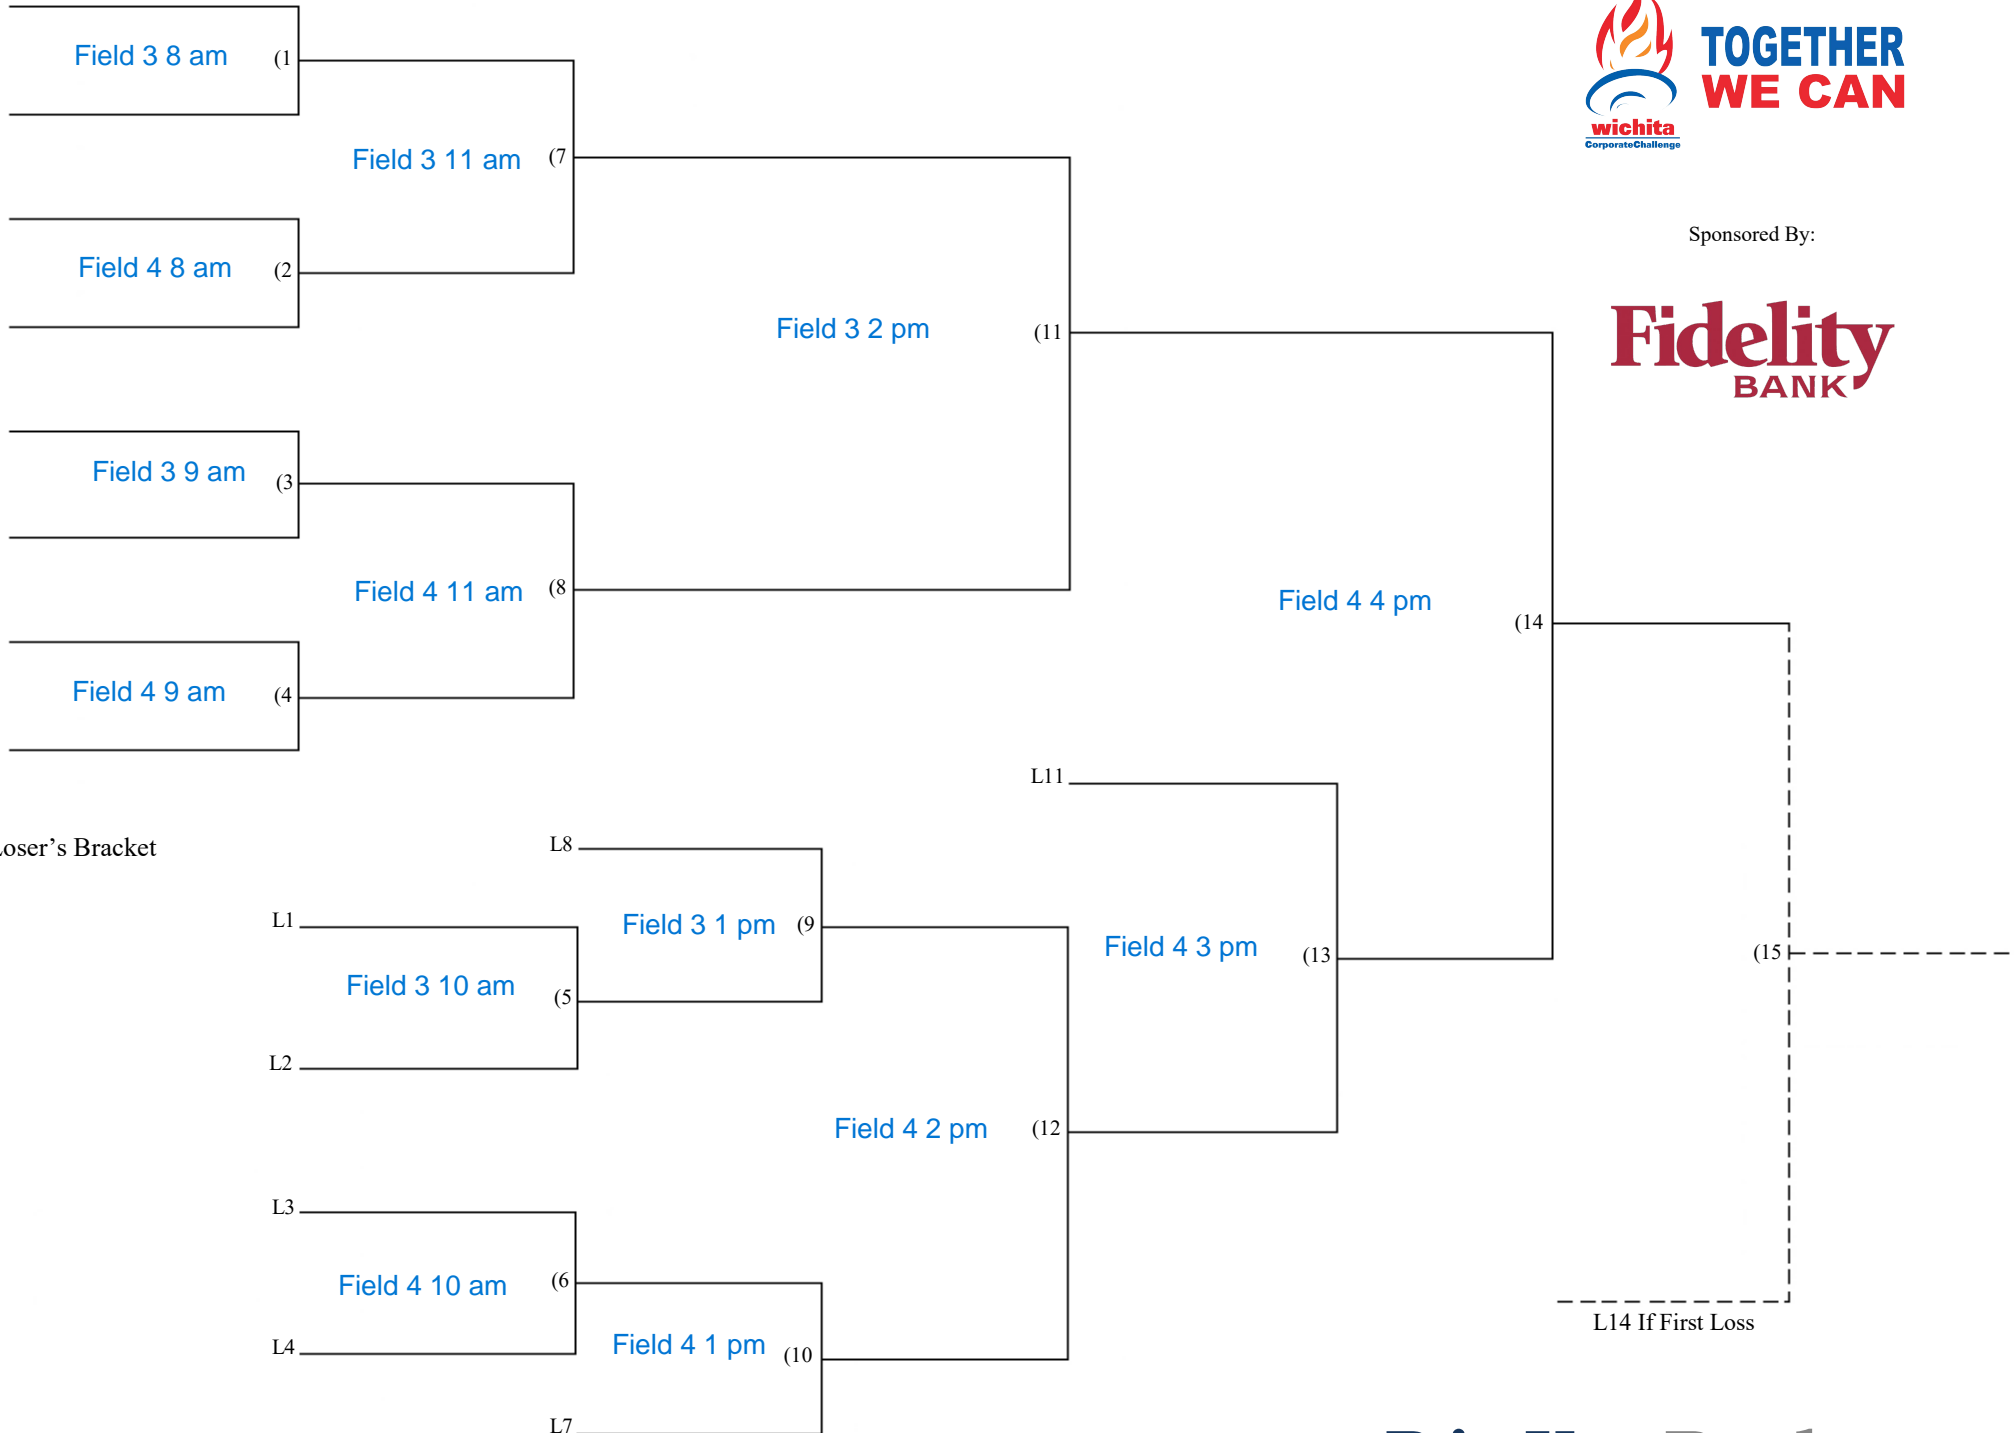 Field 3 8 am
(1
TOGETHER
WE CAN
wichita
CorporateChallenge
Field 3 11 am
(7
Sponsored By:
Field 4 8 am
(2
Field 3 2 pm
(11
Fidelity
BANK
Field 3 9 am
(3
Field 4 11 am
(8
Field 4 4 pm
(14
Field 4 9 am
(4
L11
oser’s Bracket
L8
L1
Field 3 1 pm
(9
Field 4 3 pm
(13
(15
Field 3 10 am
(5
L2
Field 4 2 pm
(12
L3
Field 4 10 am
(6
L14 If First Loss
L4
Field 4 1 pm
(10
L7